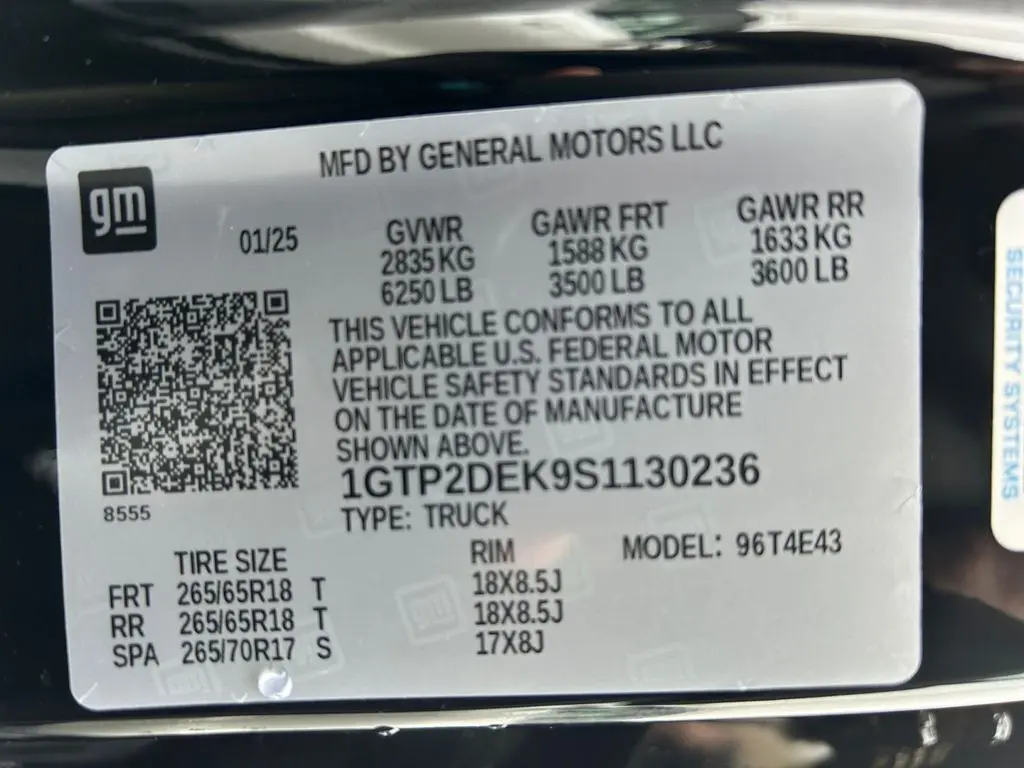 MFD BY GENERAL MOTORS LLC
gm
01/25
GVWR GAWR FRT GAWR RR
2835 KG 1588 KG 1633 KG
6250 LB 3500 LB 3600 LB
THIS VEHICLE CONFORMS TO ALL
APPLICABLE U.S. FEDERAL MOTOR
VEHICLE SAFETY STANDARDS IN EFFECT
ON THE DATE OF MANUFACTURE
SHOWN ABOVE.
1GTP2DEK9S1130236
8555
TYPE: TRUCK
TIRE SIZE RIM MODEL: 96T4E43
FRT 265/65R18 T 18X8.5J
RR 265/65R18 T 18X8.5J
SPA 265/70R17 S 17X8J
SECURITY SYSTEMS